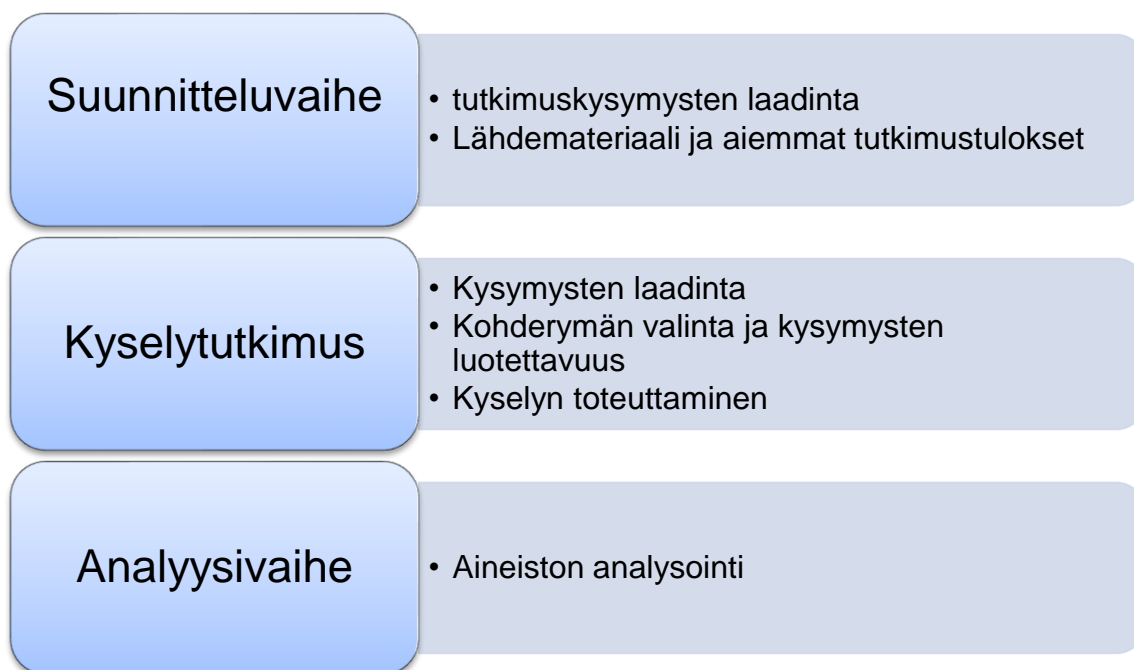 Suunnitteluvaihe
• tutkimuskysymysten laadinta
• Lähdemateriaali ja aiemmat tutkimustulokset
Kyselytutkimus
• Kysymysten laadinta
• Kohderymän valinta ja kysymysten
luotettavuus
• Kyselyn toteuttaminen
Analyysivaihe
• Aineiston analysointi